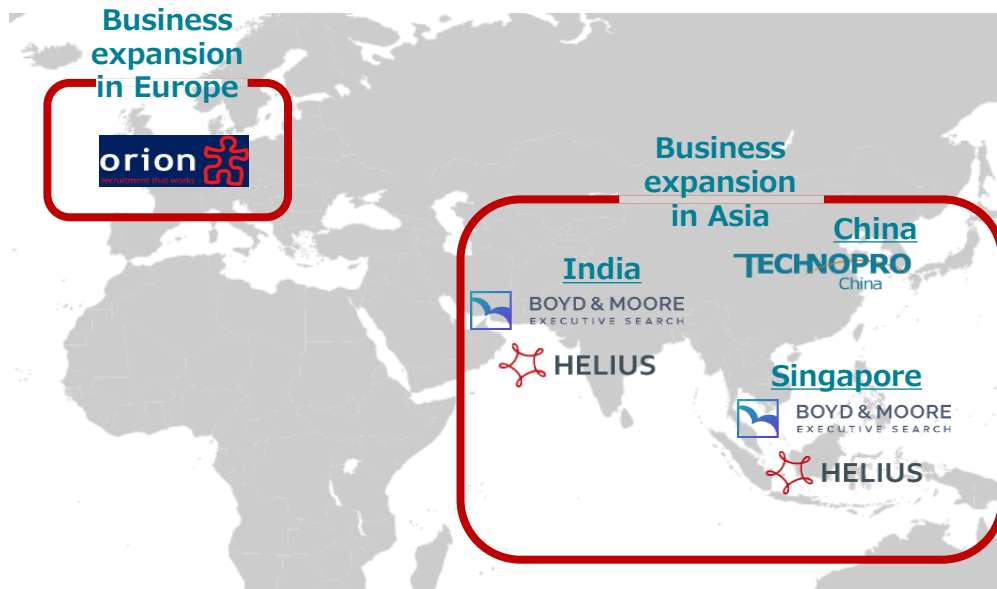 Business
expansion
in Europe
orion
recruitment that works
Business
expansion
in Asia
China
TECHNOPRO
China
India
BOYD & MOORE
EXECUTIVE SEARCH
HELIUS
Singapore
BOYD & MOORE
EXECUTIVE SEARCH
HELIUS